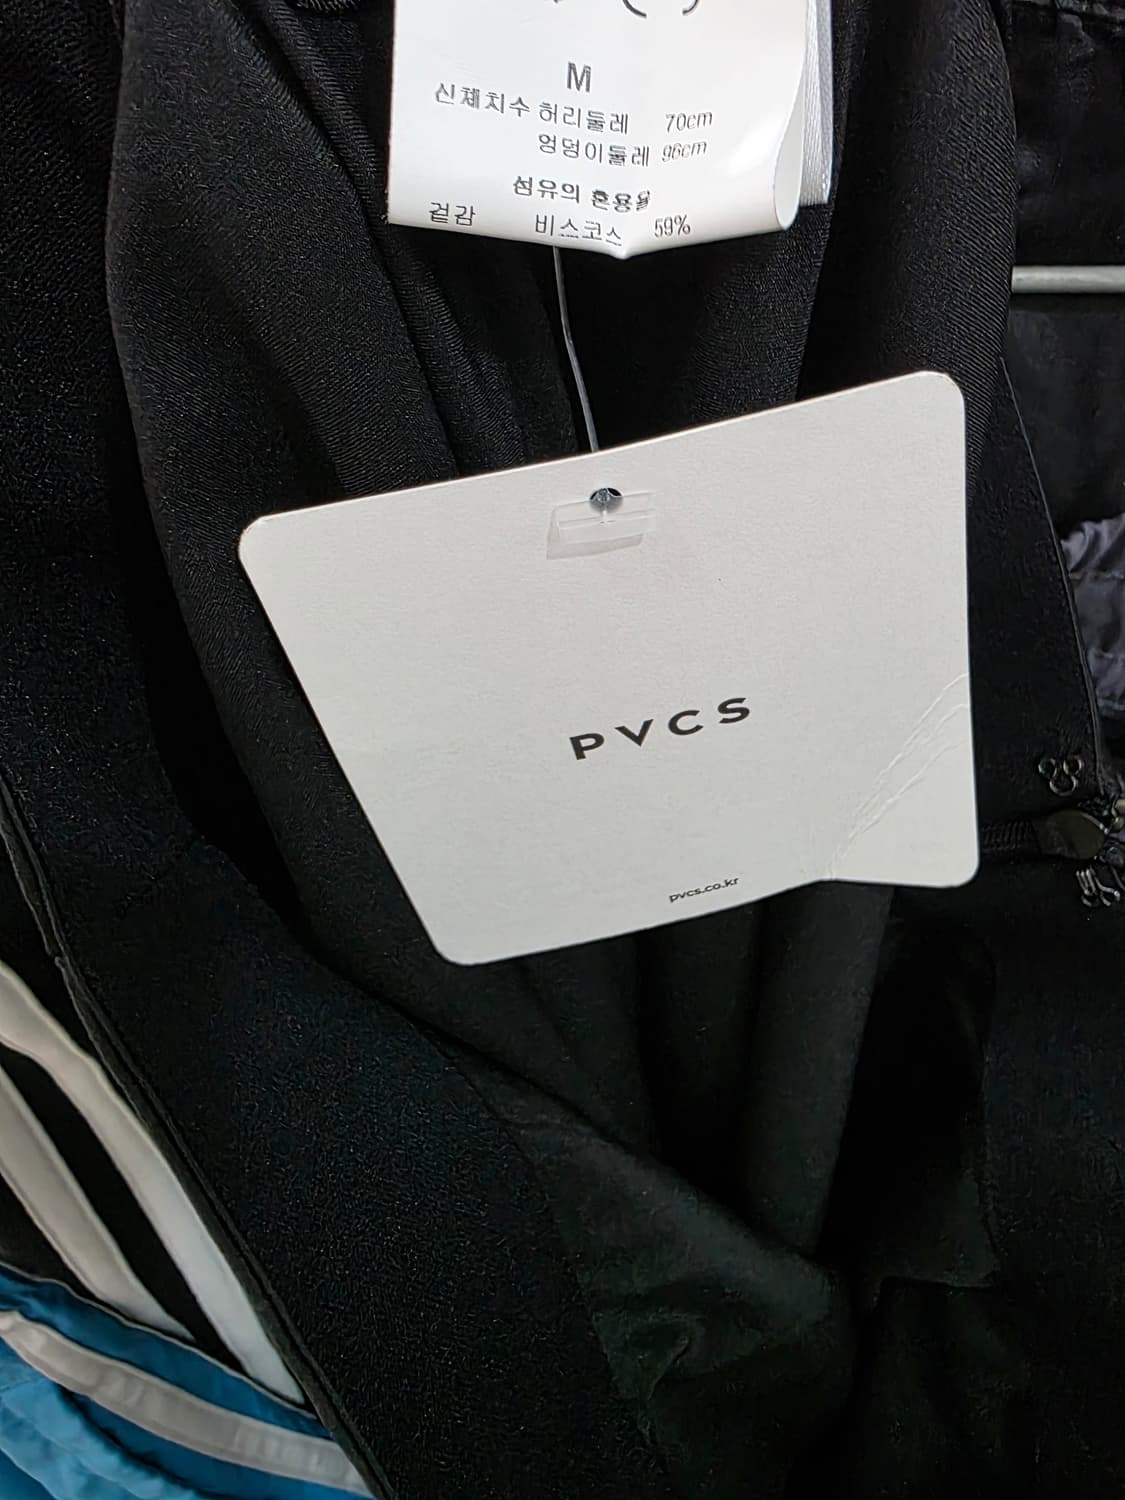 M
신체치수 허리둘레 70cm
엉덩이둘레 96cm
섬유의 혼용율
겉감 비스코스 59%
PVCS
pvcs.co.kr